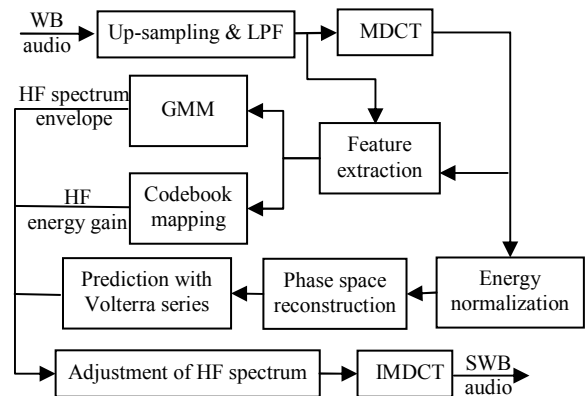 WB
audio
Up-sampling & LPF
MDCT
HF spectrum
envelope
GMM
Feature
extraction
HF
energy gain
Codebook
mapping
Prediction with
Volterra series
Phase space
reconstruction
Energy
normalization
Adjustment of HF spectrum
IMDCT
SWB
audio